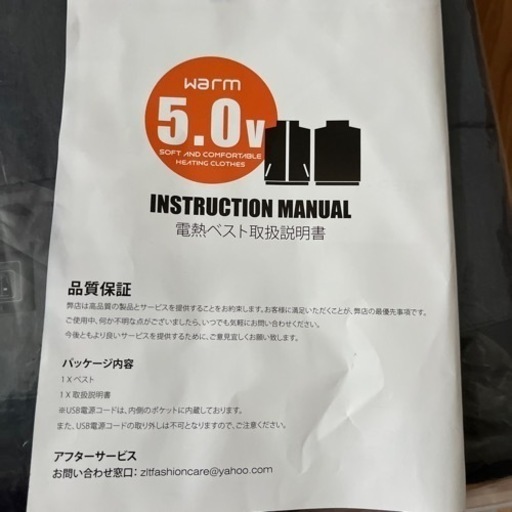 warm
5.0v
SOFT AND COMFORTABLE
HEATING CLOTHES
INSTRUCTION MANUAL
電熱ベスト取扱説明書
品質保証
弊店は高品質の製品とサービスを提供することをお約束します。お客様に満足いただくことが、弊店の最優先事項です。
ご使用中、何か不明な点がございましたら、いつでも気軽にお問い合わせください。
今後ともより良いサービスを提供するために、ご意見宜しくお願い致します。
パッケージ内容
1 X ベスト
1 X 取扱説明書
※USB電源コードは、内側のポケットに内蔵しております。
また、USB電源コードの取り外しは不可となりますので、ご注意ください。
アフターサービス
お問い合わせ窓口：zltfashioncare@yahoo.com